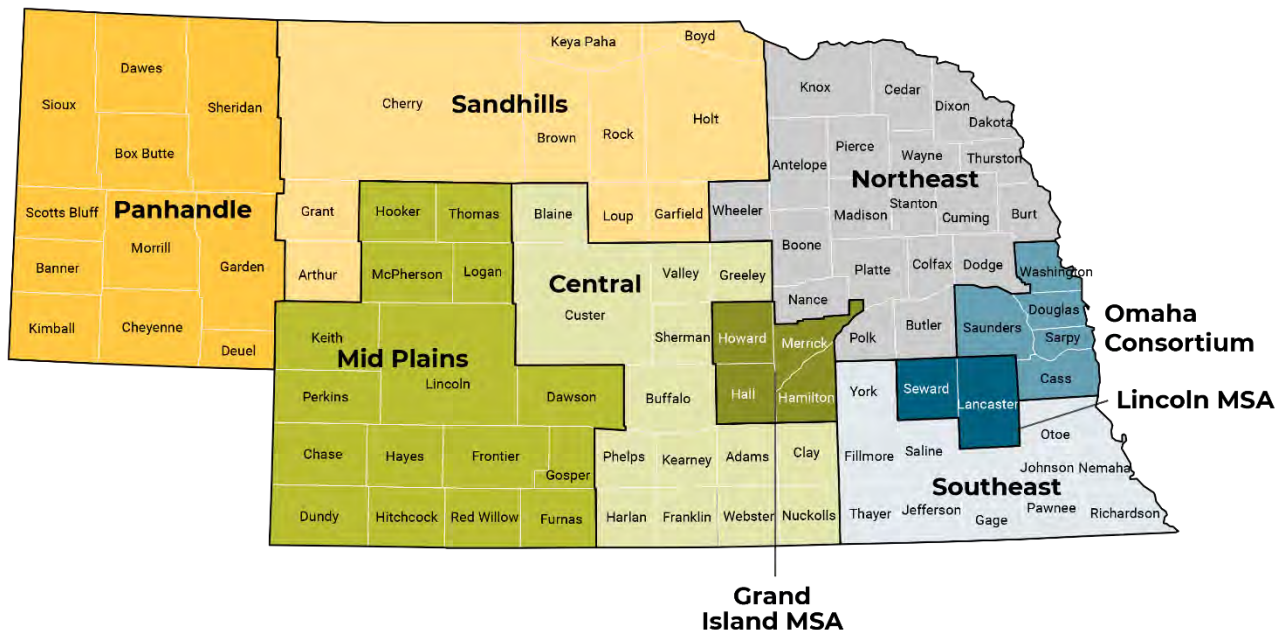 Keya Paha
Boyd
Dawes
Knox
Cedar
Sioux
Sheridan
Cherry
Sandhills
Dixon
Holt
Dakota
Brown
Rock
Box Butte
Pierce
Wayne
Thurston
Antelope
Northeast
Scotts Bluff
Panhandle
Grant
Hooker
Thomas
Blaine
Loup
Garfield
Wheeler
Madison
Stanton
Cuming
Burt
Morrill
Boone
Banner
Garden
Arthur
McPherson
Logan
Central
Valley
Greeley
Platte
Colfax
Dodge
Washington
Nance
Kimball
Cheyenne
Custer
Douglas
Omaha
Consortium
Keith
Mid Plains
Sherman
Howard
Merrick
Polk
Butler
Saunders
Sarpy
Deuel
Lincoln
Perkins
Dawson
Buffalo
Hall
Hamilton
York
Seward
Lancaster
Cass
Lincoln MSA
Chase
Hayes
Frontier
Gosper
Phelps
Kearney
Adams
Clay
Fillmore
Saline
Otoe
Johnson
Nemaha
Southeast
Dundy
Hitchcock
Red Willow
Furnas
Harlan
Franklin
Webster
Nuckolls
Thayer
Jefferson
Gage
Pawnee
Richardson
Grand
Island MSA